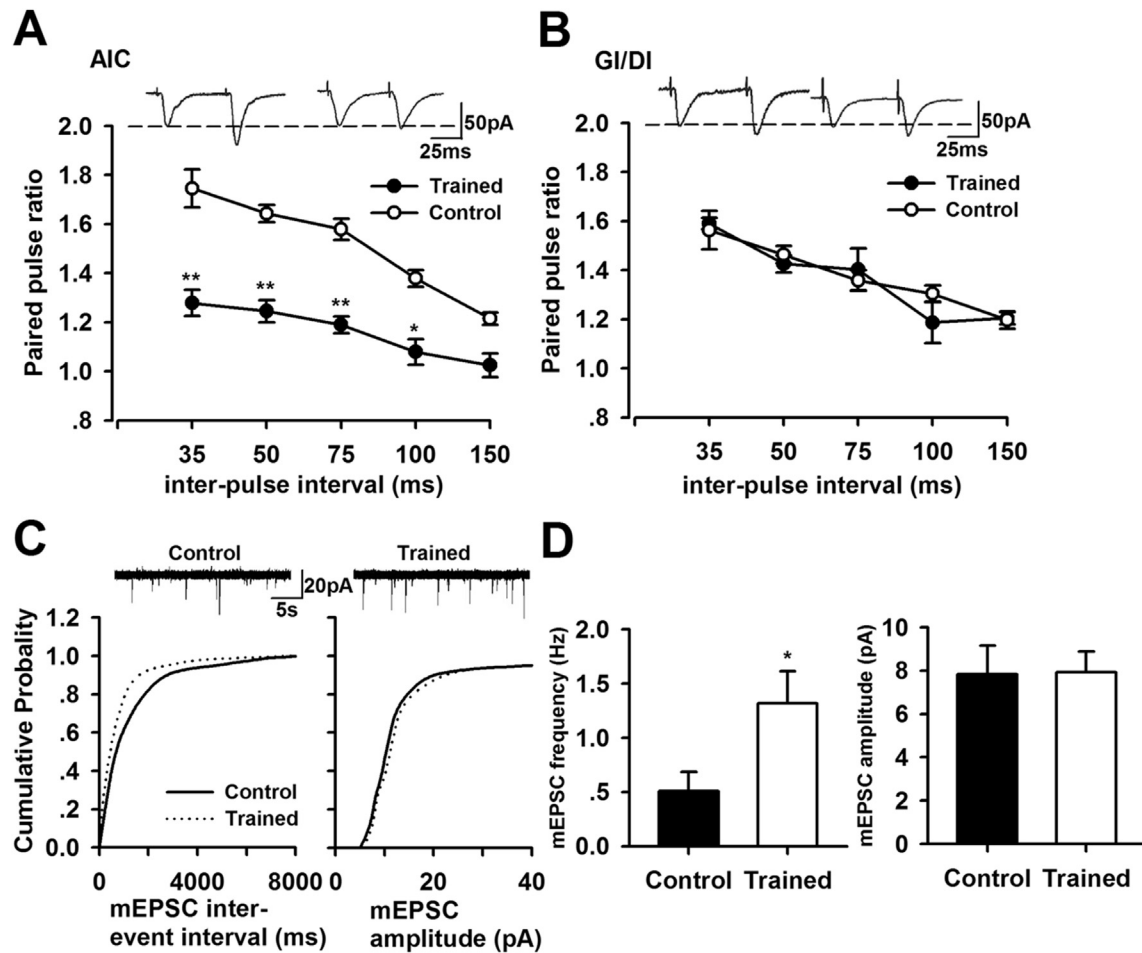 A
AIC
50pA
25ms
2.0
1.8
1.6
1.4
1.2
1.0
.8
Paired pulse ratio
Trained
Control
**
**
**
*
35 50 75 100 150
inter-pulse interval (ms)
B
GI/DI
50pA
25ms
2.0
1.8
1.6
1.4
1.2
1.0
.8
Paired pulse ratio
Trained
Control
35 50 75 100 150
inter-pulse interval (ms)
C
Control
Trained
20pA
5s
1.2
1.0
.8
.6
.4
.2
0.0
Cumulative Probality
Control
Trained
0 4000 8000
mEPSC inter-
event interval (ms)
0 20 40
mEPSC
amplitude (pA)
D
2.0
1.5
1.0
.5
0.0
mEPSC frequency (Hz)
*
Control Trained
10
8
6
4
2
0
mEPSC amplitude (pA)
Control Trained